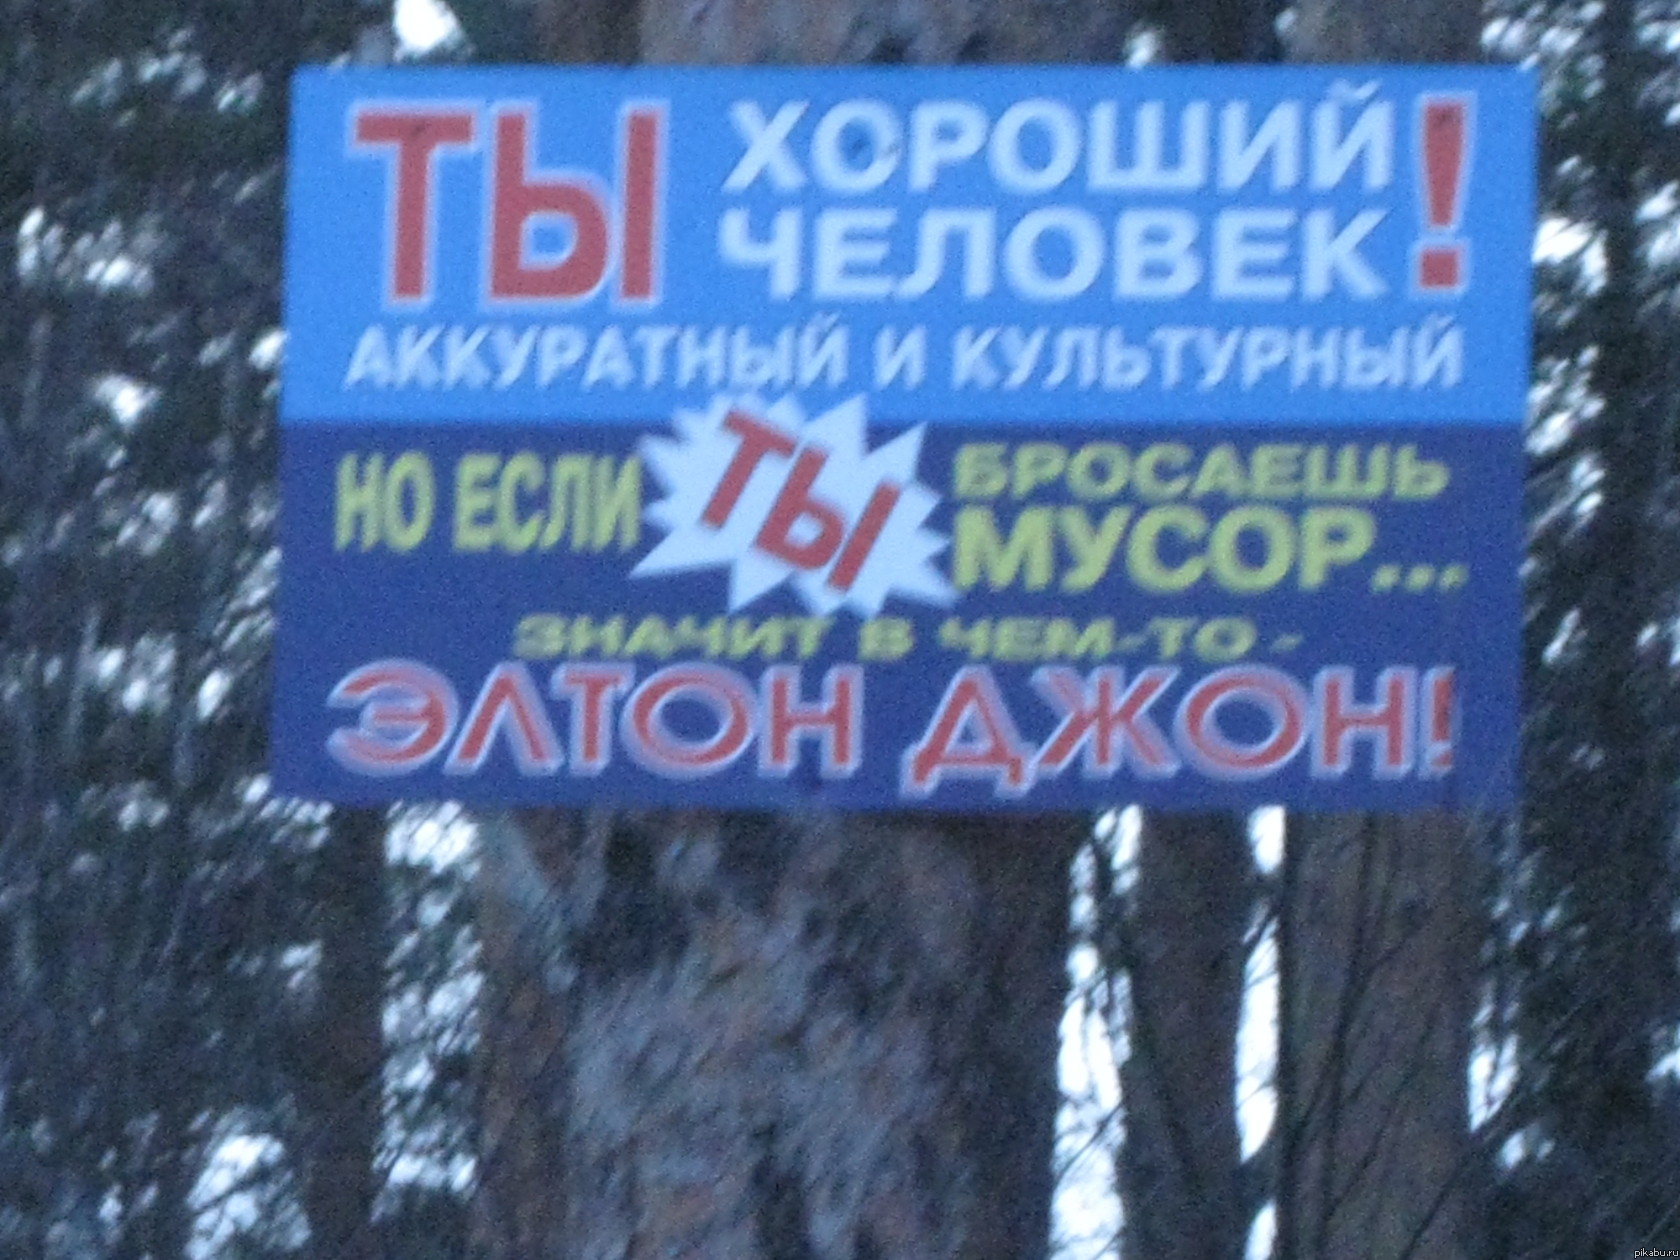 ТЫ ХОРОШИЙ
ЧЕЛОВЕК!
АККУРАТНЫЙ И КУЛЬТУРНЫЙ
НО ЕСЛИ ТЫ БРОСАЕШЬ
МУСОР...
ЗНАЧИТ В ЧЕМ-ТО -
ЭЛТОН ДЖОН!
pikabu.ru